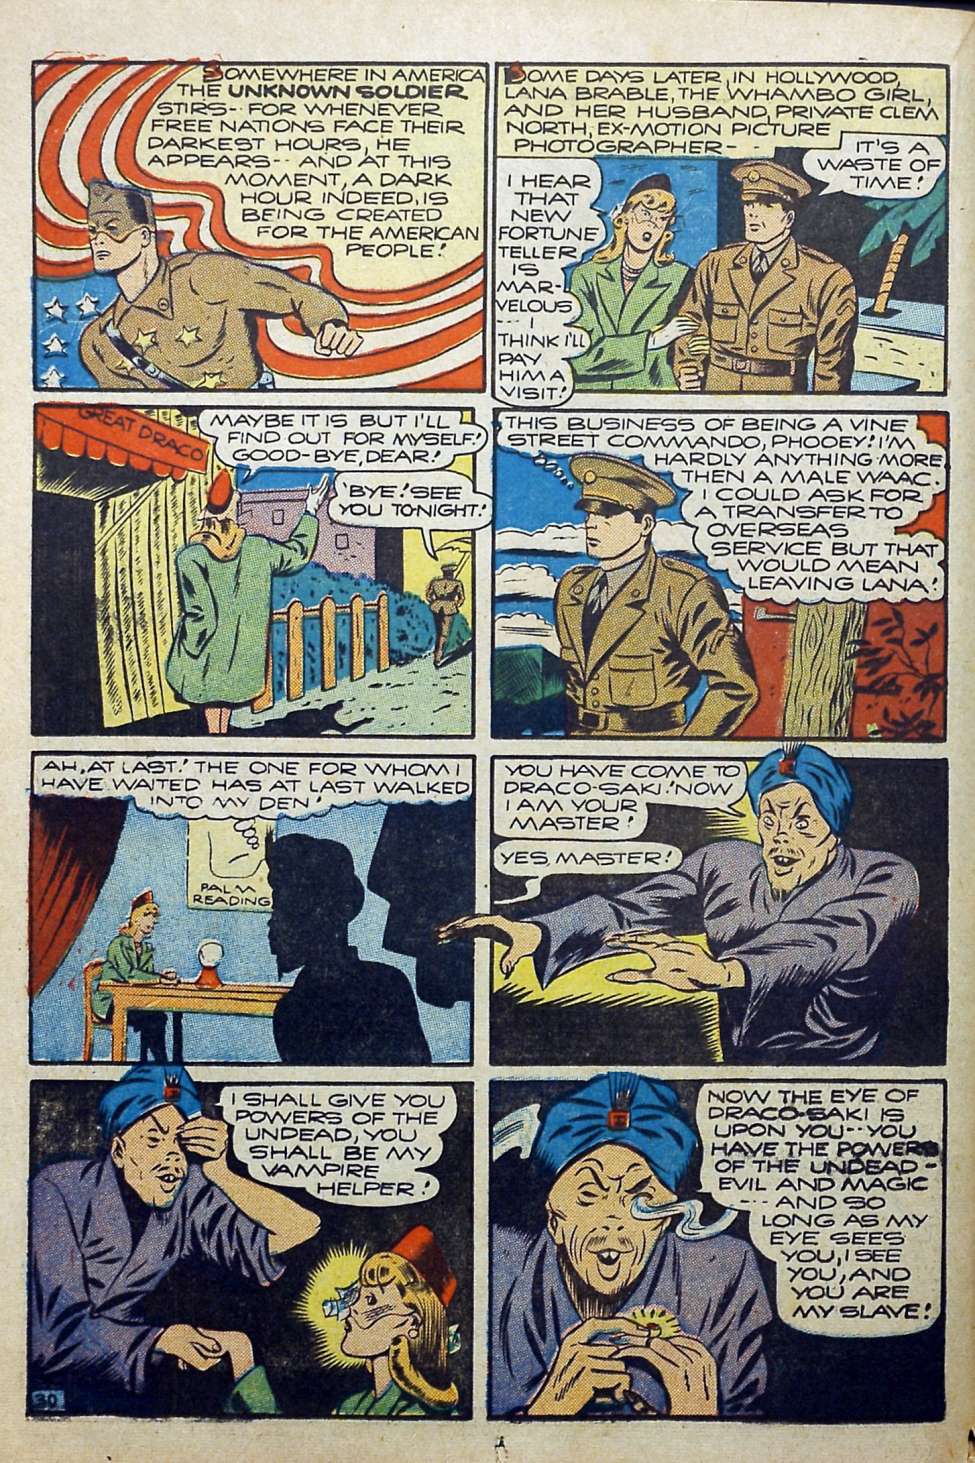 SOMEWHERE IN AMERICA
THE UNKNOWN SOLDIER
STIRS-- FOR WHENEVER
FREE NATIONS FACE THEIR
DARKEST HOURS, HE
APPEARS-- AND AT THIS
MOMENT, A DARK
HOUR INDEED, IS
BEING CREATED
FOR THE AMERICAN
PEOPLE!
SOME DAYS LATER, IN HOLLYWOOD,
LANA BRABLE, THE WHAMBO GIRL,
AND HER HUSBAND, PRIVATE CLEM
NORTH, EX-MOTION PICTURE
PHOTOGRAPHER--
I HEAR
THAT
NEW
FORTUNE
TELLER
IS
MAR-
VELOUS
-- I
THINK I'LL
PAY
HIM A
VISIT!
IT'S A
WASTE OF
TIME!
GREAT DRACO
MAYBE IT IS BUT I'LL
FIND OUT FOR MYSELF!
GOOD-BYE, DEAR!
'BYE! SEE
YOU TO-NIGHT!
THIS BUSINESS OF BEING A VINE
STREET COMMANDO, PHOOEY! I'M
HARDLY ANYTHING MORE
THEN A MALE WAAC.
I COULD ASK FOR
A TRANSFER TO
OVERSEAS
SERVICE BUT THAT
WOULD MEAN
LEAVING LANA!
AH, AT LAST! THE ONE FOR WHOM I
HAVE WAITED HAS AT LAST WALKED
INTO MY DEN!
PALM
READING
YOU HAVE COME TO
DRACO-SAKI! NOW
I AM YOUR
MASTER!
YES MASTER!
I SHALL GIVE YOU
POWERS OF THE
UNDEAD, YOU
SHALL BE MY
VAMPIRE
HELPER!
NOW THE EYE OF
DRACO-SAKI IS
UPON YOU-- YOU
HAVE THE POWERS
OF THE UNDEAD-
EVIL AND MAGIC
--- AND SO
LONG AS MY
EYE SEES
YOU, I SEE
YOU, AND
YOU ARE
MY SLAVE!
30